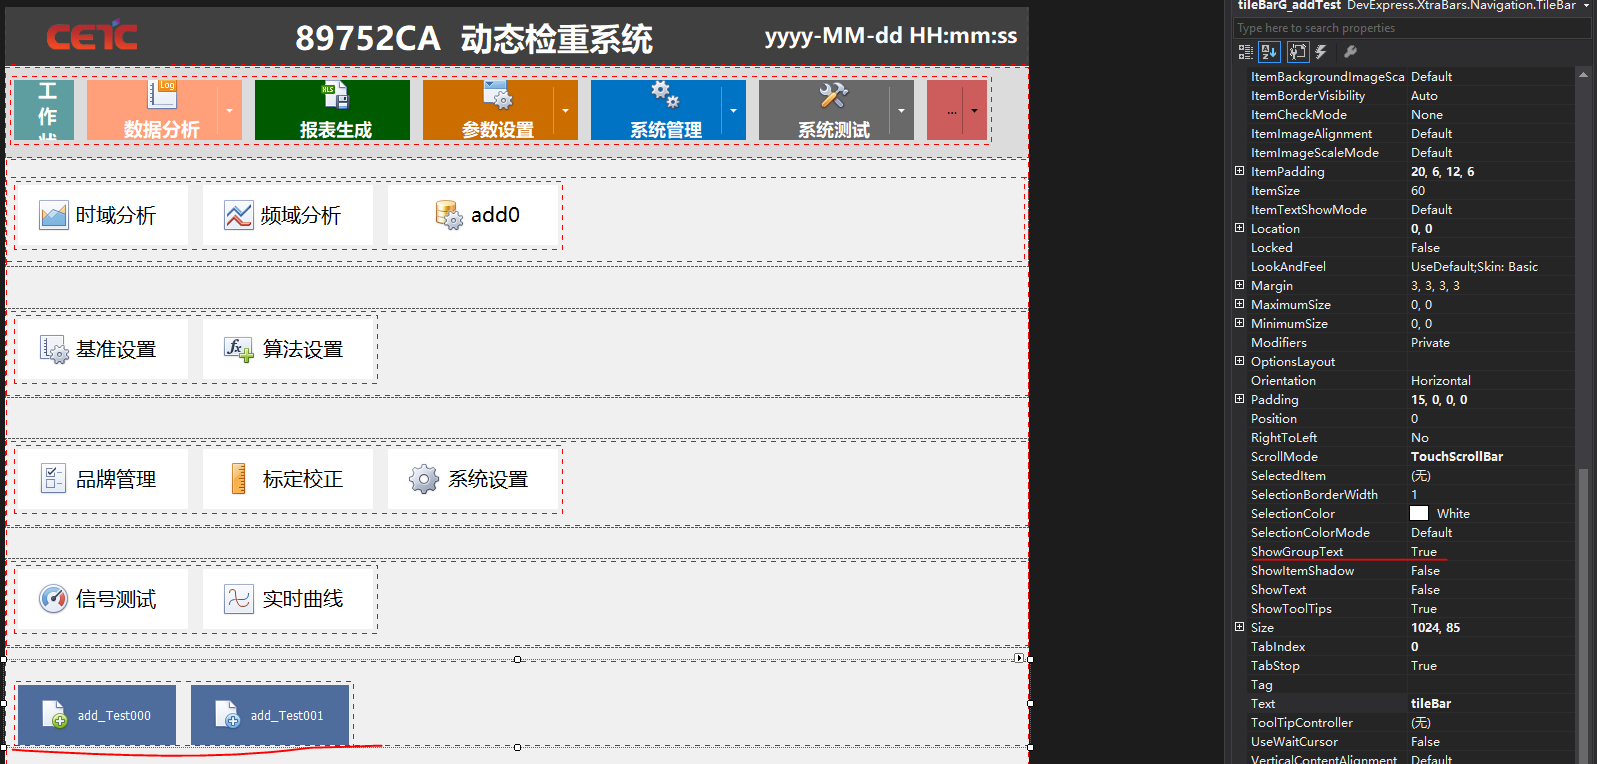 CETC
89752CA 动态检重系统
yyyy-MM-dd HH:mm:ss
工
作
Log
数据分析
XLS
报表生成
参数设置
系统管理
系统测试
...
时域分析
频域分析
add0
基准设置
fx
算法设置
品牌管理
标定校正
系统设置
信号测试
实时曲线
add_Test000
add_Test001
tileBarG_addTest DevExpress.XtraBars.Navigation.TileBar
Type here to search properties
ItemBackgroundImageSca Default
ItemBorderVisibility Auto
ItemCheckMode None
ItemImageAlignment Default
ItemImageScaleMode Default
ItemPadding 20, 6, 12, 6
ItemSize 60
ItemTextShowMode Default
Location 0, 0
Locked False
LookAndFeel UseDefault;Skin: Basic
Margin 3, 3, 3, 3
MaximumSize 0, 0
MinimumSize 0, 0
Modifiers Private
OptionsLayout
Orientation Horizontal
Padding 15, 0, 0, 0
Position 0
RightToLeft No
ScrollMode TouchScrollBar
SelectedItem (无)
SelectionBorderWidth 1
SelectionColor White
SelectionColorMode Default
ShowGroupText True
ShowItemShadow False
ShowText False
ShowToolTips True
Size 1024, 85
TabIndex 0
TabStop True
Tag
Text tileBar
ToolTipController (无)
UseWaitCursor False
VerticalContentAlignment Default